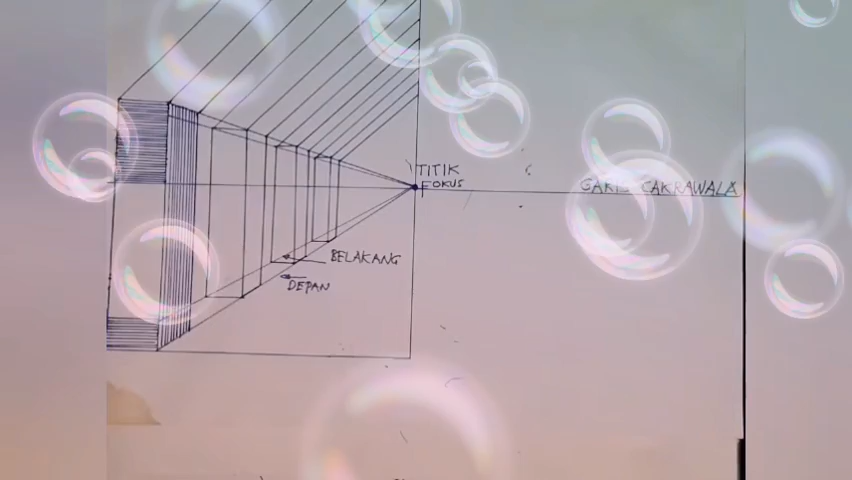 TITIK
FOKUS
GARIS CAKRAWALA
BELAKANG
DEPAN